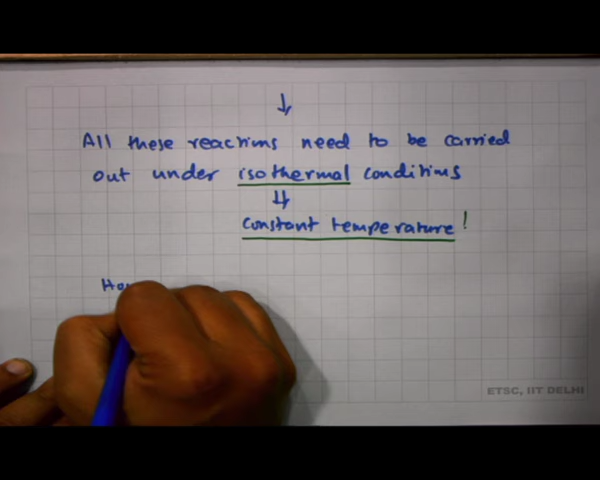 All these reactions need to be carried
out under isothermal conditions
constant temperature!
ETSC, IIT DELHI